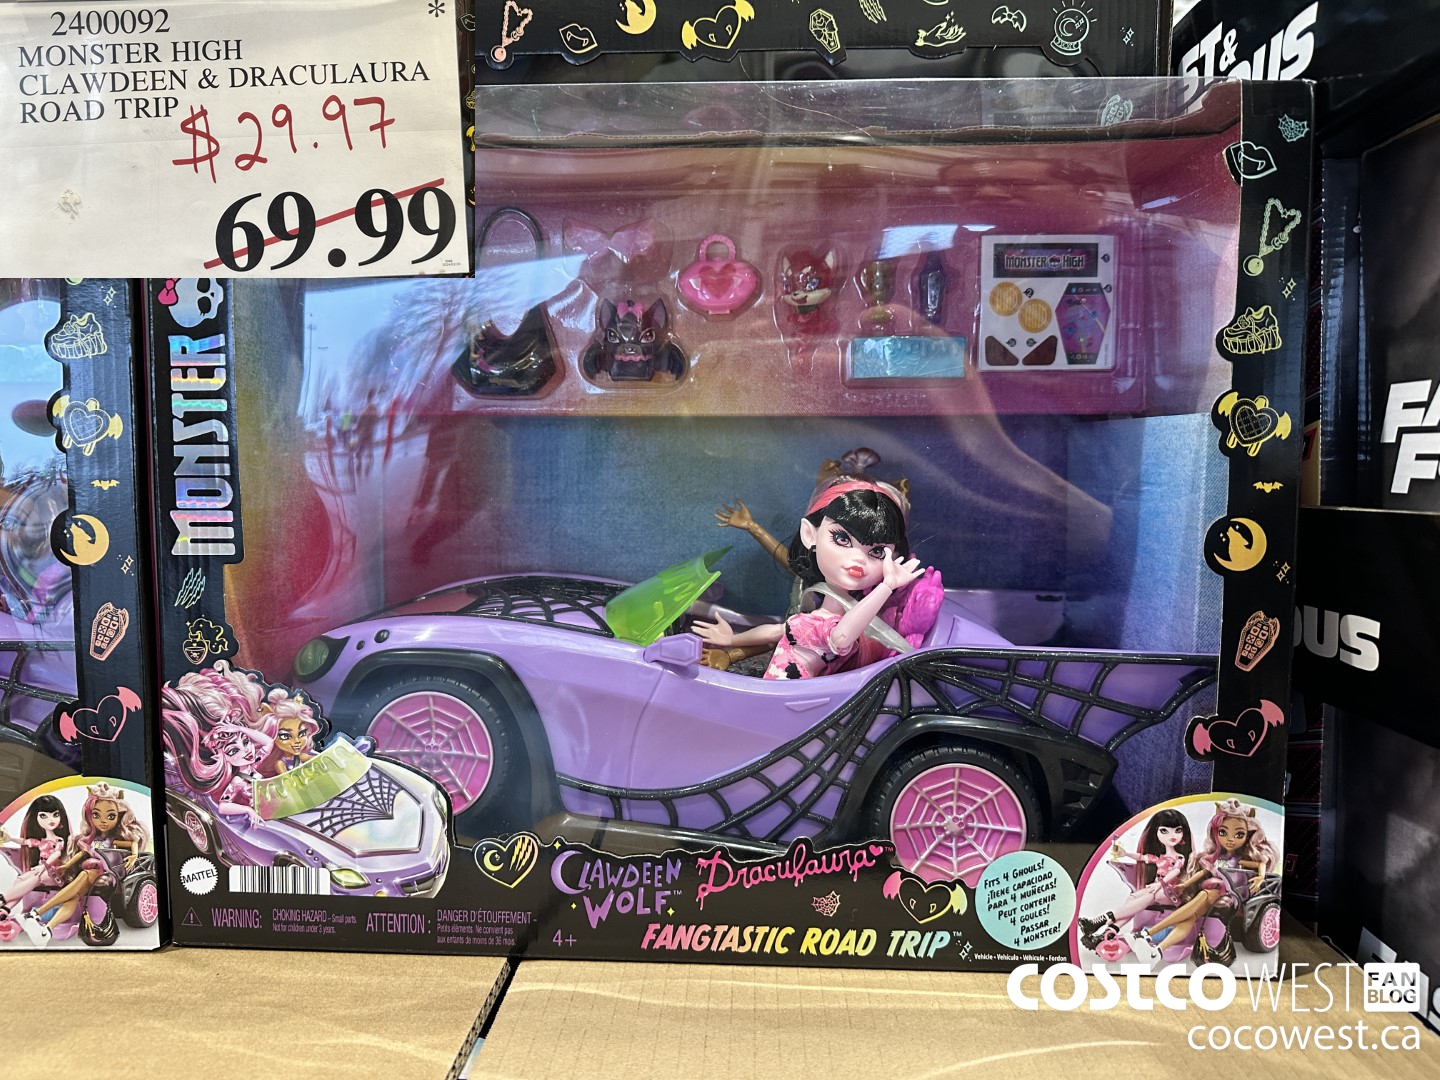 *
2400092
MONSTER HIGH
CLAWDEEN & DRACULAURA
ROAD TRIP
$29.97
69.99
MONSTER
MONSTER HIGH
MATTEL
WARNING: CHOKING HAZARD – Small parts.
Not for children under 3 years.
ATTENTION: DANGER D'ÉTOUFFEMENT –
Petits éléments. Ne convient pas
aux enfants de moins de 36 mois.
4+
CLAWDEEN
WOLF™
Draculaura™
FANGTASTIC ROAD TRIP™
FITS 4 GHOULS!
¡TIENE CAPACIDAD
PARA 4 MUÑECAS!
PEUT CONTENIR
4 GOULES!
PASSAR
4 MONSTER!
Vehicle • Vehículo • Véhicule • Fordon
COSTCO WEST FAN
BLOG
cocowest.ca